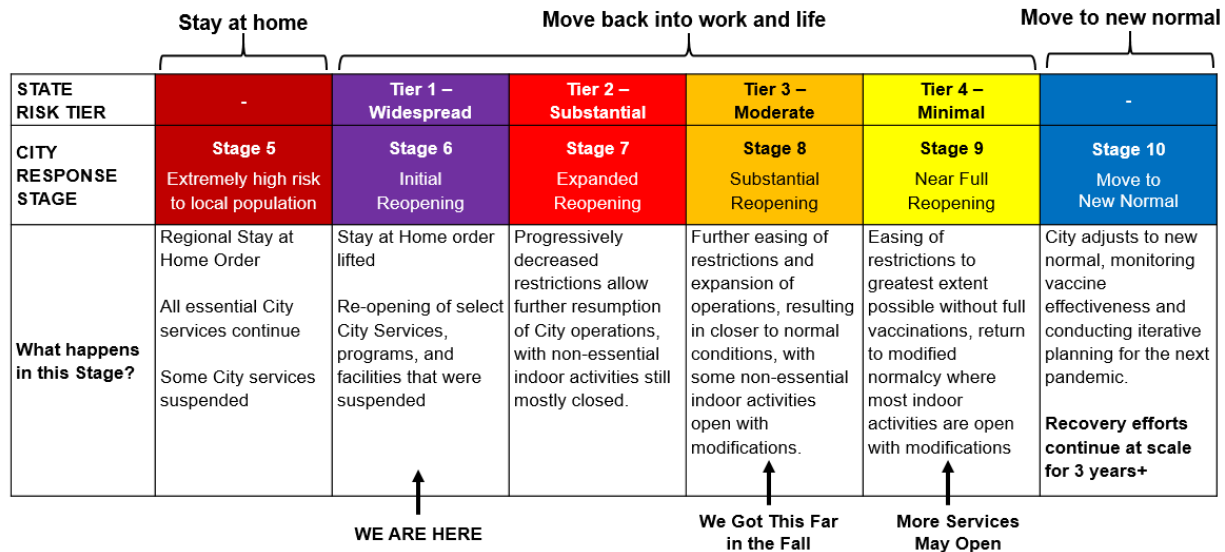 Stay at home
Move back into work and life
Move to new normal
STATE
RISK TIER
-
Tier 1 –
Widespread
Tier 2 –
Substantial
Tier 3 –
Moderate
Tier 4 –
Minimal
-
CITY
RESPONSE
STAGE
Stage 5
Extremely high risk
to local population
Stage 6
Initial
Reopening
Stage 7
Expanded
Reopening
Stage 8
Substantial
Reopening
Stage 9
Near Full
Reopening
Stage 10
Move to
New Normal
What happens
in this Stage?
Regional Stay at
Home Order
All essential City
services continue
Some City services
suspended
Stay at Home order
lifted
Re-opening of select
City Services,
programs, and
facilities that were
suspended
Progressively
decreased
restrictions allow
further resumption
of City operations,
with non-essential
indoor activities still
mostly closed.
Further easing of
restrictions and
expansion of
operations, resulting
in closer to normal
conditions, with
some non-essential
indoor activities
open with
modifications.
Easing of
restrictions to
greatest extent
possible without full
vaccinations, return
to modified
normalcy where
most indoor
activities are open
with modifications
City adjusts to new
normal, monitoring
vaccine
effectiveness and
conducting iterative
planning for the next
pandemic.
Recovery efforts
continue at scale
for 3 years+
WE ARE HERE
We Got This Far
in the Fall
More Services
May Open